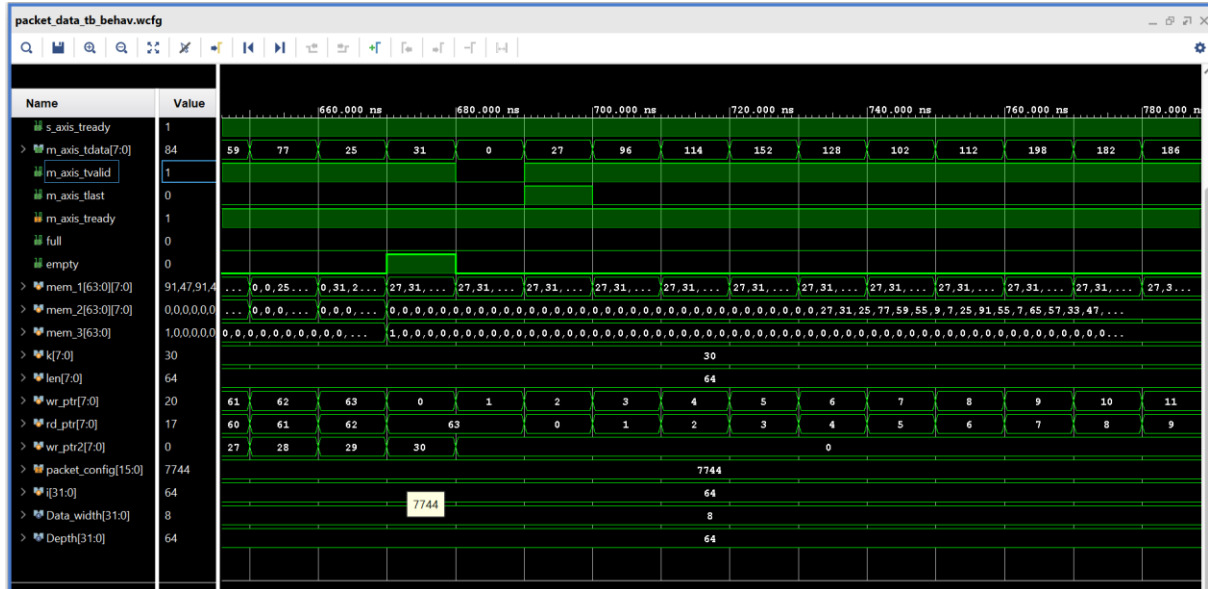 packet_data_tb_behav.wcfg
Name Value
660.000 ns 680.000 ns 700.000 ns 720.000 ns 740.000 ns 760.000 ns 780.000 n
s_axis_tready 1
m_axis_tdata[7:0] 84 59 77 25 31 0 27 96 114 152 128 102 112 198 182 186
m_axis_tvalid 1
m_axis_tlast 0
m_axis_tready 1
full 0
empty 0
mem_1[63:0][7:0] 91,47,91,4 ... 0,0,25... 0,31,2... 27,31,... 27,31,... 27,31,... 27,31,... 27,31,... 27,31,... 27,31,... 27,31,... 27,31,... 27,31,... 27,31,... 27,3...
mem_2[63:0][7:0] 0,0,0,0,0,0 ... 0,0,0,... 0,0,0,... 0,0,0,0,0,0,0,0,0,0,0,0,0,0,0,0,0,0,0,0,0,0,0,0,0,0,0,0,0,0,0,0,0,27,31,25,77,59,55,9,7,25,91,55,7,65,57,33,47,...
mem_3[63:0] 1,0,0,0,0,0 0,0,0,0,0,0,0,0,0,0,... 1,0,0,0,0,0,0,0,0,0,0,0,0,0,0,0,0,0,0,0,0,0,0,0,0,0,0,0,0,0,0,0,0,0,0,0,0,0,0,0,0,0,0,0,0,0,0,0,0,0,0,0,0,0,...
k[7:0] 30 30
len[7:0] 64 64
wr_ptr[7:0] 20 61 62 63 0 1 2 3 4 5 6 7 8 9 10 11
rd_ptr[7:0] 17 60 61 62 63 0 1 2 3 4 5 6 7 8 9
wr_ptr2[7:0] 0 27 28 29 30 0
packet_config[15:0] 7744 7744
i[31:0] 64 64
7744
Data_width[31:0] 8 8
Depth[31:0] 64 64